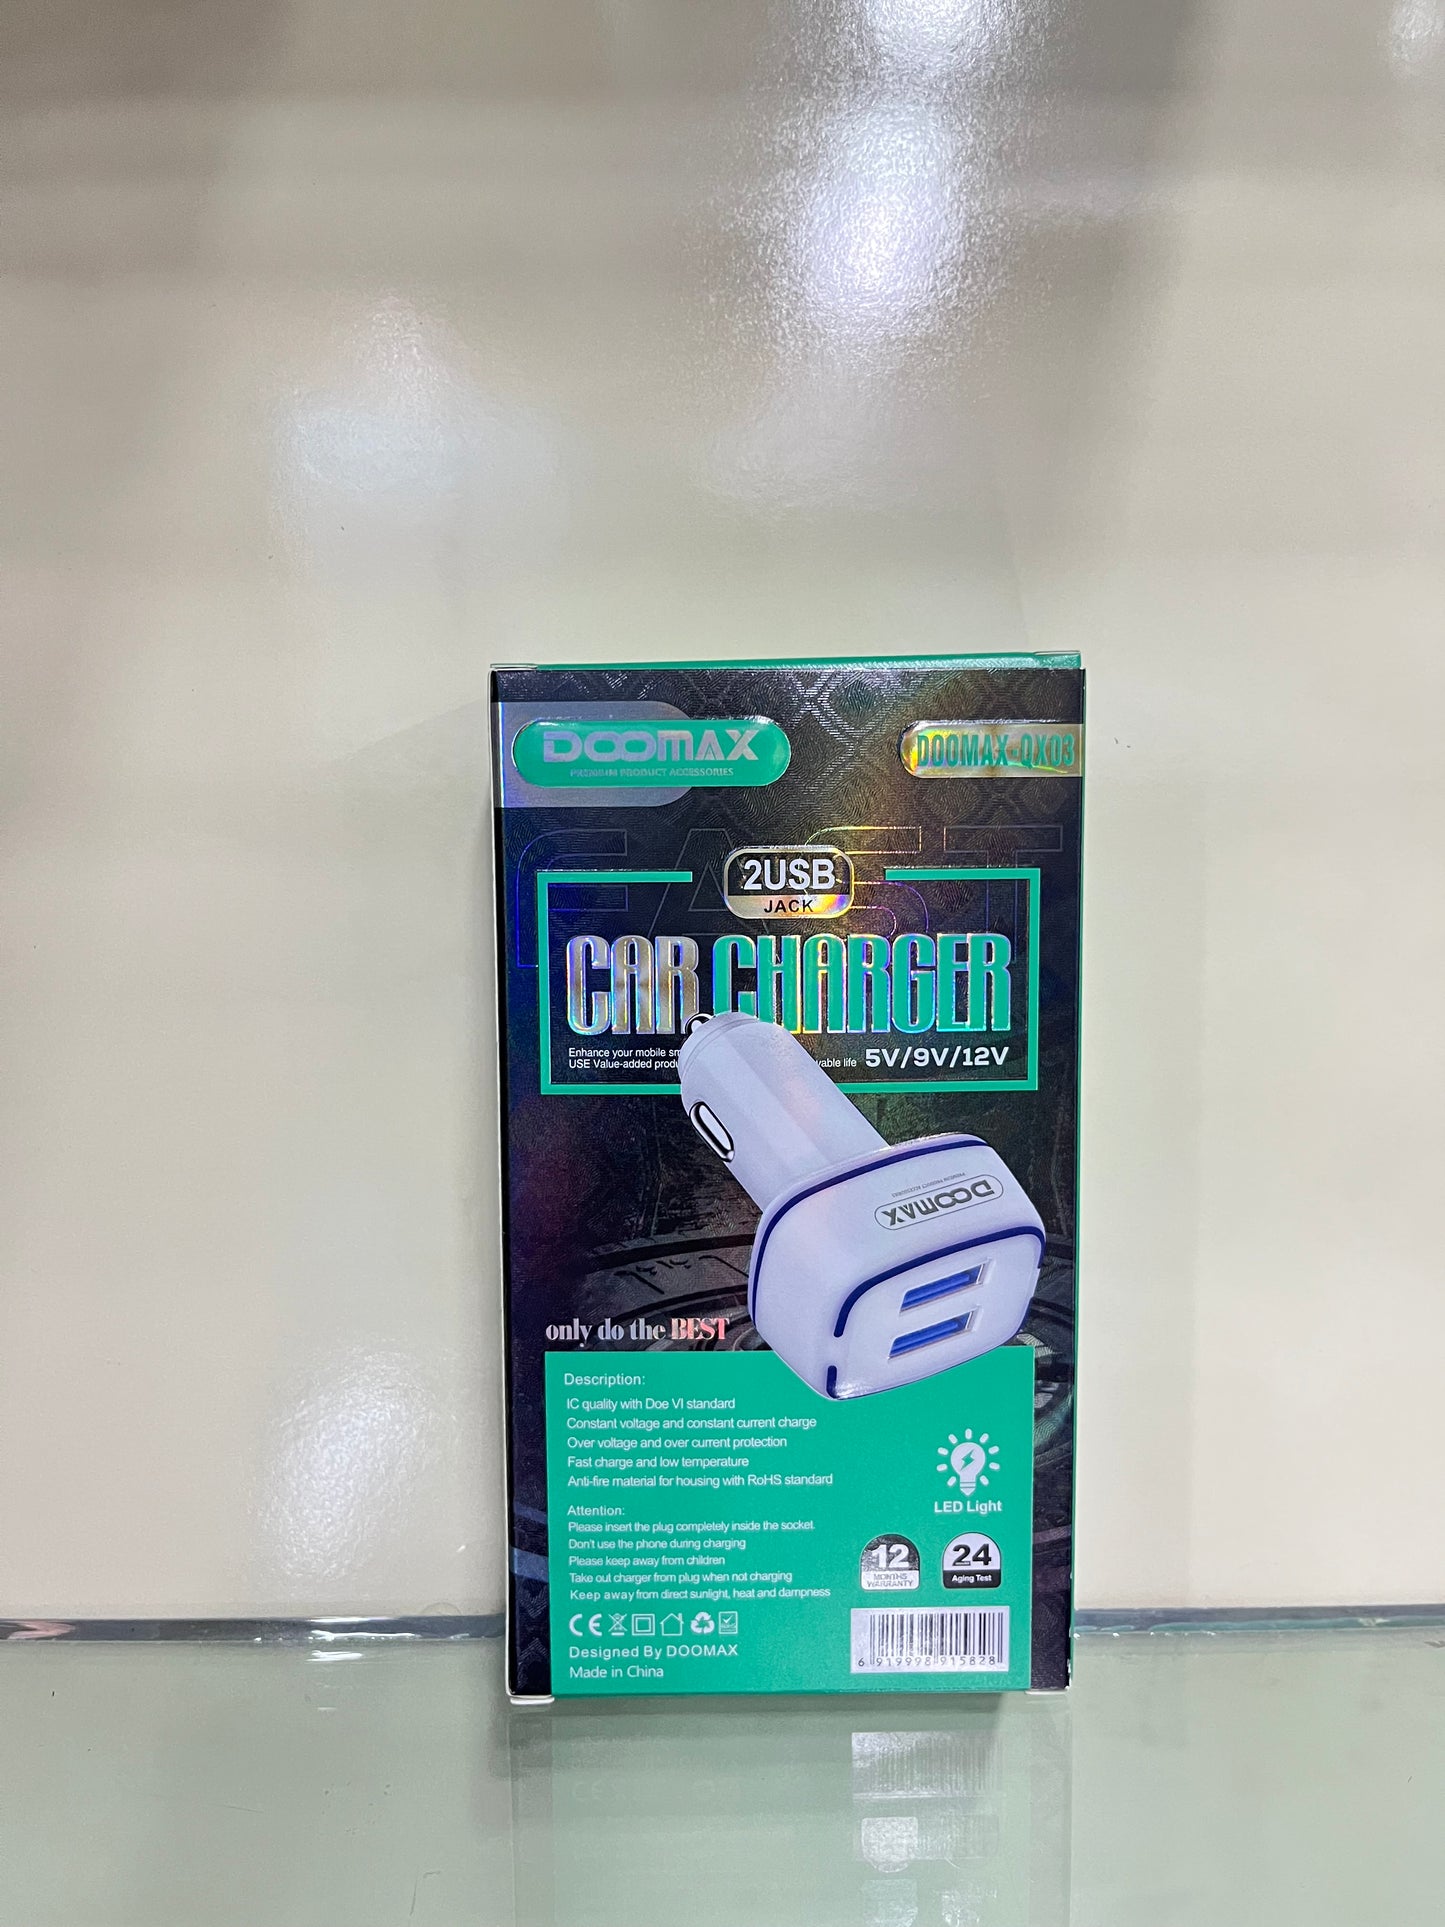 DOOMAX
PREMIUM PRODUCT ACCESSORIES
DOOMAX-QX03
FAST
2USB
JACK
CAR CHARGER
Enhance your mobile
USE Value-added
life
5V/9V/12V
DOOMAX
PREMIUM PRODUCT ACCESSORIES
only do the BEST
Description:
IC quality with Doe VI standard
Constant voltage and constant current charge
Over voltage and over current protection
Fast charge and low temperature
Anti-fire material for housing with RoHS standard
Attention:
Please insert the plug completely inside the socket.
Don't use the phone during charging
Please keep away from children
Take out charger from plug when not charging
Keep away from direct sunlight, heat and dampness
LED Light
12
MONTHS
WARRANTY
24
Aging Test
CE
Designed By DOOMAX
Made in China
6 919998 915828